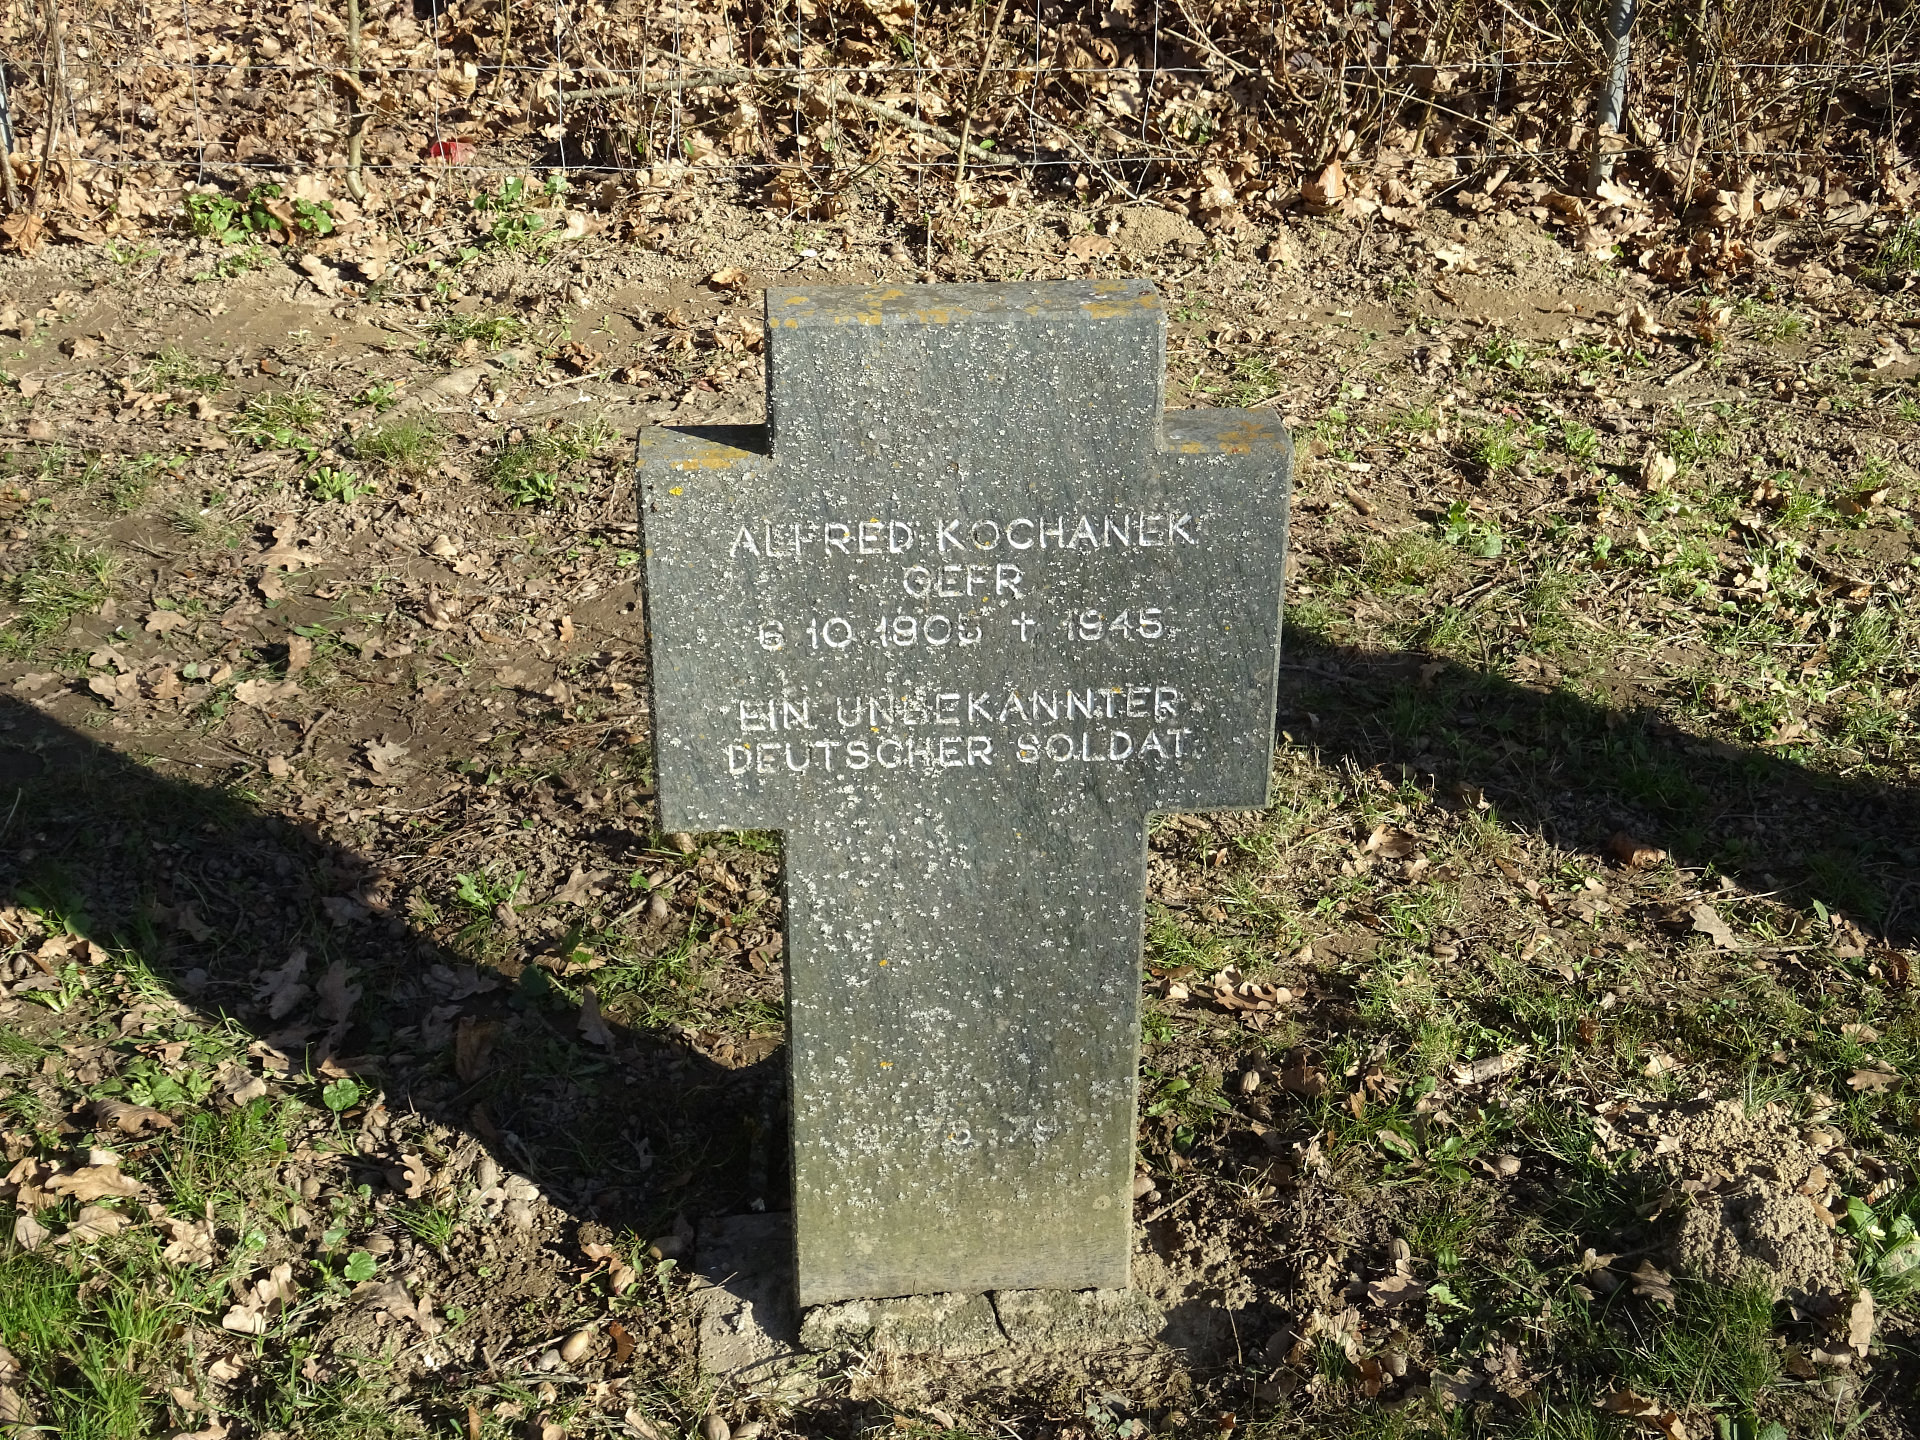 ALFRED KOCHANEK
GEFR
6 10 1905 † 1945
EIN UNBEKANNTER
DEUTSCHER SOLDAT